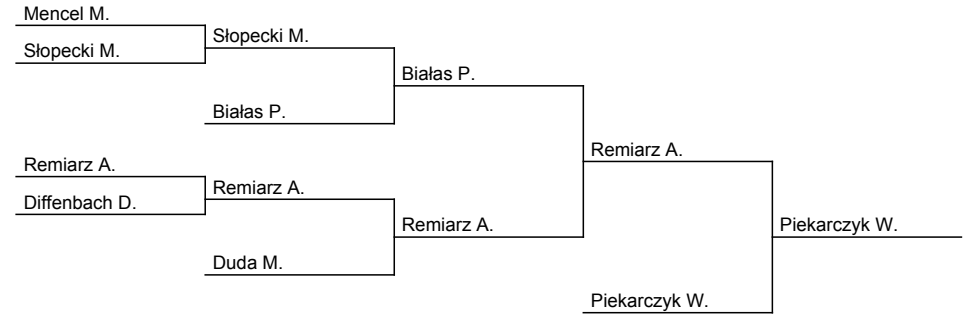 Mencel M.
Słopecki M.
Słopecki M.
Białas P.
Białas P.
Remiarz A.
Remiarz A.
Diffenbach D.
Remiarz A.
Remiarz A.
Piekarczyk W.
Duda M.
Piekarczyk W.